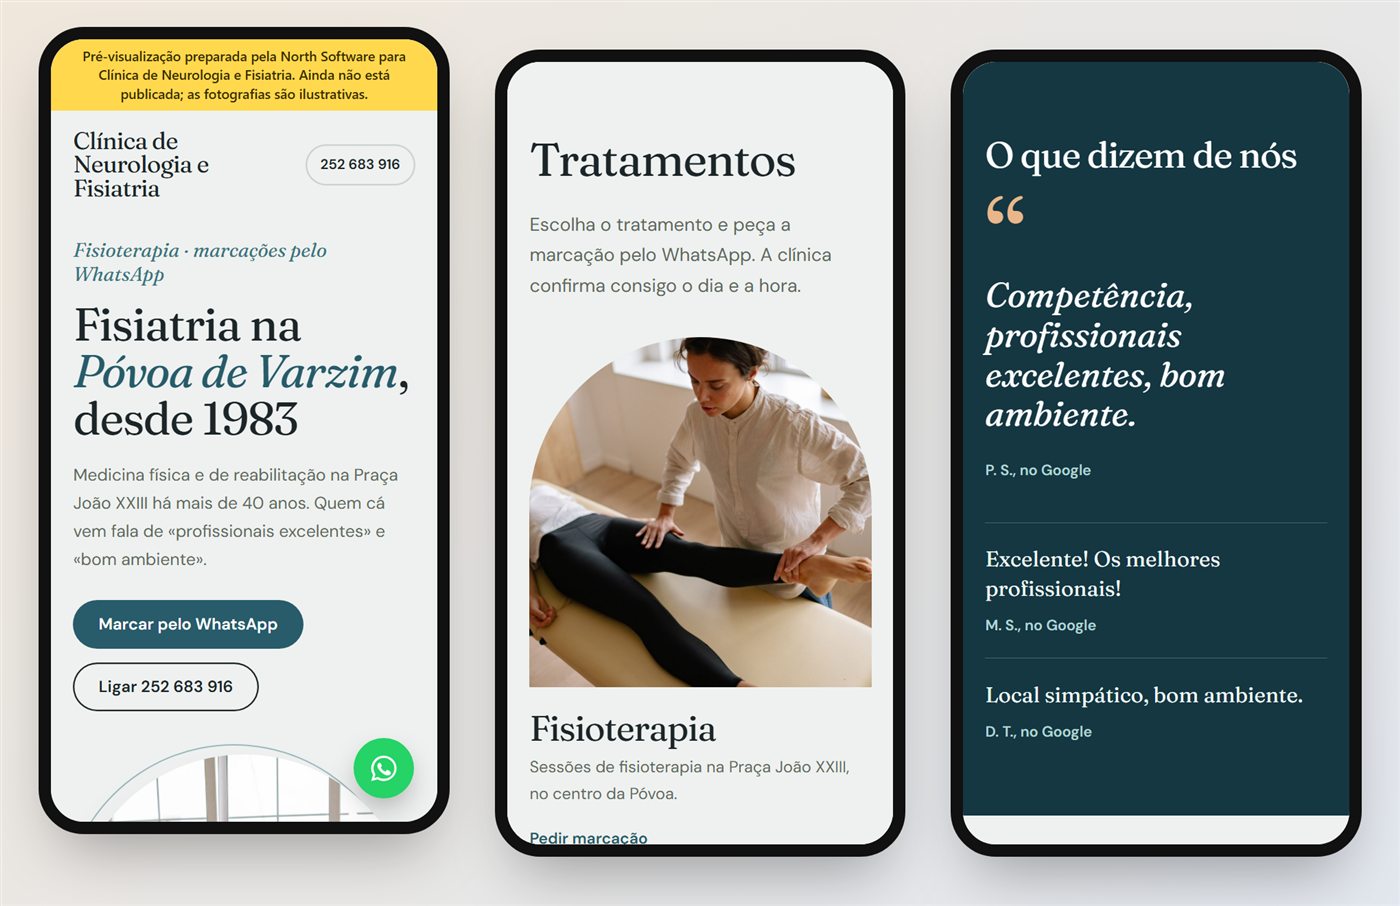 Pré-visualização preparada pela North Software para
Clínica de Neurologia e Fisiatria. Ainda não está
publicada; as fotografias são ilustrativas.
Clínica de
Neurologia e
Fisiatria
252 683 916
Fisioterapia · marcações pelo
WhatsApp
Fisiatria na
Póvoa de Varzim,
desde 1983
Medicina física e de reabilitação na Praça
João XXIII há mais de 40 anos. Quem cá
vem fala de «profissionais excelentes» e
«bom ambiente».
Marcar pelo WhatsApp
Ligar 252 683 916
Tratamentos
Escolha o tratamento e peça a
marcação pelo WhatsApp. A clínica
confirma consigo o dia e a hora.
Fisioterapia
Sessões de fisioterapia na Praça João XXIII,
no centro da Póvoa.
Pedir marcação
O que dizem de nós
“
Competência,
profissionais
excelentes, bom
ambiente.
P. S., no Google
Excelente! Os melhores
profissionais!
M. S., no Google
Local simpático, bom ambiente.
D. T., no Google